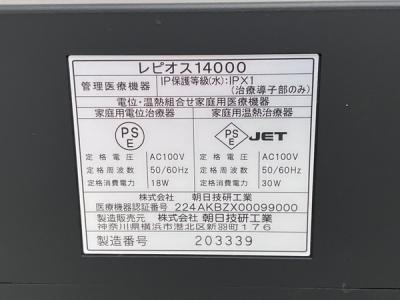 レピオス14000
管理医療機器 IP保護等級(水):IPX1
(治療導子部のみ)
電位・温熱組合せ家庭用医療機器
家庭用電位治療器 家庭用温熱治療器
PS E PS E JET
定格電圧 AC100V 定格電圧 AC100V
定格周波数 50/60Hz 定格周波数 50/60Hz
定格消費電力 18W 定格消費電力 30W
株式会社 朝日技研工業
医療機器認証番号 224AKBZX00099000
製造販売元 株式会社 朝日技研工業
神奈川県横浜市港北区新羽町176
製造番号 203339